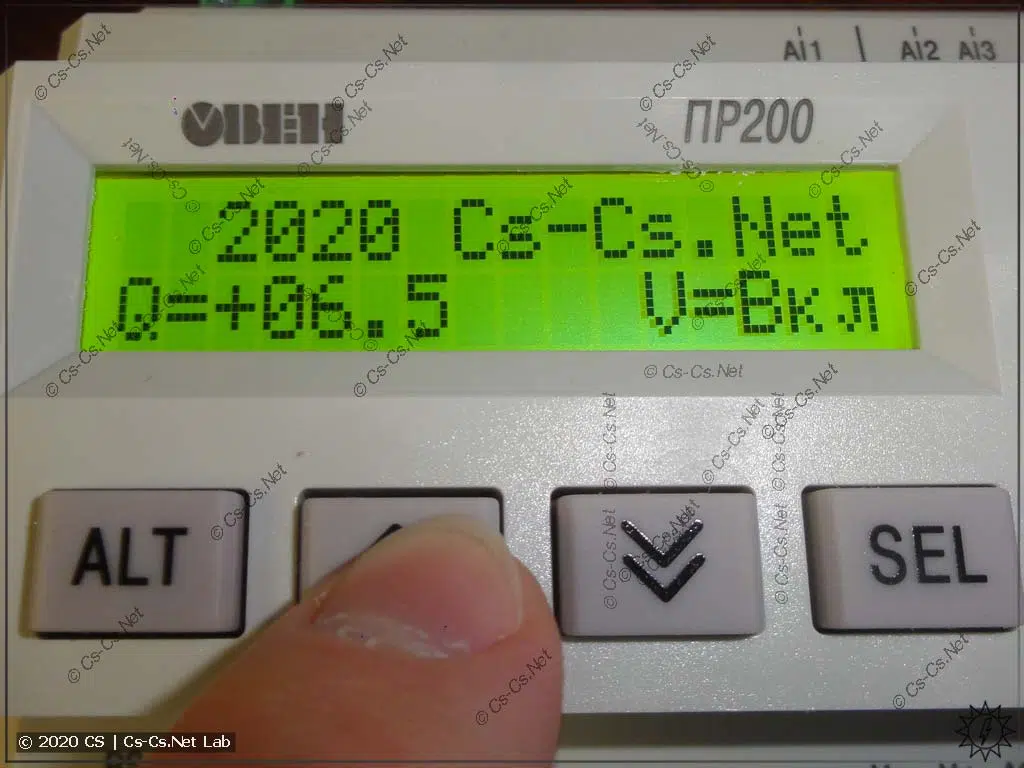 AI1 AI2 AI3
ОВЕН ПР200
2020 Cs-Cs.Net
Q=+06.5 V=Вкл
ALT SEL
© Cs-Cs.Net
© 2020 CS | Cs-Cs.Net Lab